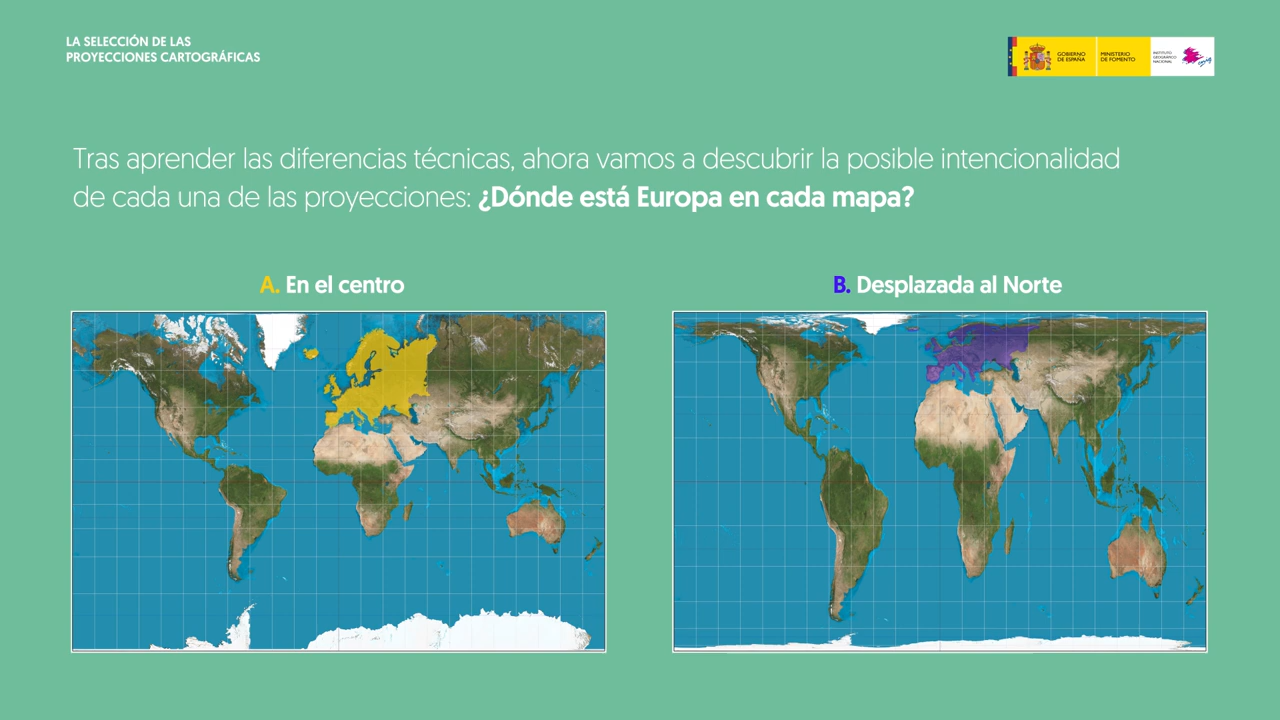 LA SELECCIÓN DE LAS
PROYECCIONES CARTOGRÁFICAS
GOBIERNO
DE ESPAÑA
MINISTERIO
DE FOMENTO
INSTITUTO
GEOGRÁFICO
NACIONAL
Tras aprender las diferencias técnicas, ahora vamos a descubrir la posible intencionalidad
de cada una de las proyecciones: ¿Dónde está Europa en cada mapa?
A. En el centro
B. Desplazada al Norte